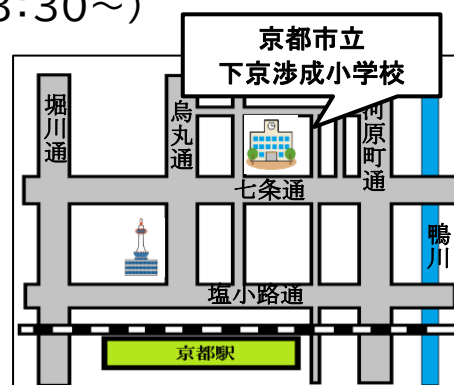 3:30～)
京都市立
下京渉成小学校
堀川通
烏丸通
河原町通
七条通
鴨川
塩小路通
京都駅